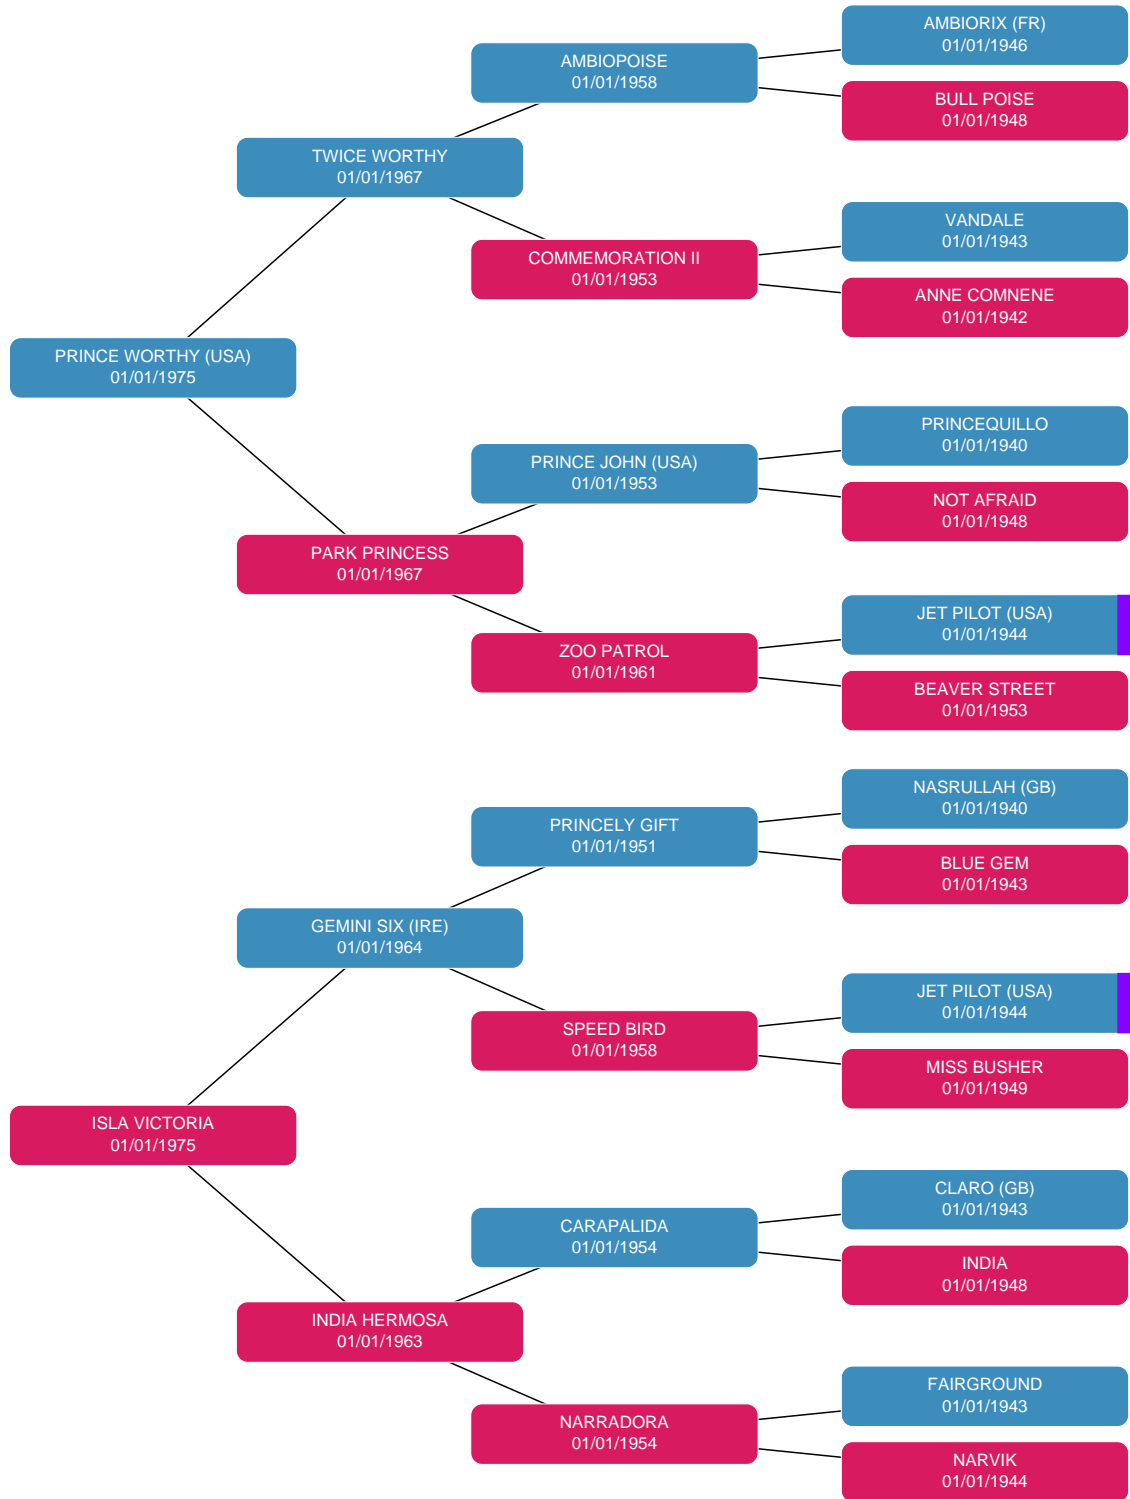 AMBIORIX (FR)
01/01/1946
AMBIOPOISE
01/01/1958
BULL POISE
01/01/1948
TWICE WORTHY
01/01/1967
VANDALE
01/01/1943
COMMEMORATION II
01/01/1953
ANNE COMNENE
01/01/1942
PRINCE WORTHY (USA)
01/01/1975
PRINCEQUILLO
01/01/1940
PRINCE JOHN (USA)
01/01/1953
NOT AFRAID
01/01/1948
PARK PRINCESS
01/01/1967
JET PILOT (USA)
01/01/1944
ZOO PATROL
01/01/1961
BEAVER STREET
01/01/1953
NASRULLAH (GB)
01/01/1940
PRINCELY GIFT
01/01/1951
BLUE GEM
01/01/1943
GEMINI SIX (IRE)
01/01/1964
JET PILOT (USA)
01/01/1944
SPEED BIRD
01/01/1958
MISS BUSHER
01/01/1949
ISLA VICTORIA
01/01/1975
CLARO (GB)
01/01/1943
CARAPALIDA
01/01/1954
INDIA
01/01/1948
INDIA HERMOSA
01/01/1963
FAIRGROUND
01/01/1943
NARRADORA
01/01/1954
NARVIK
01/01/1944